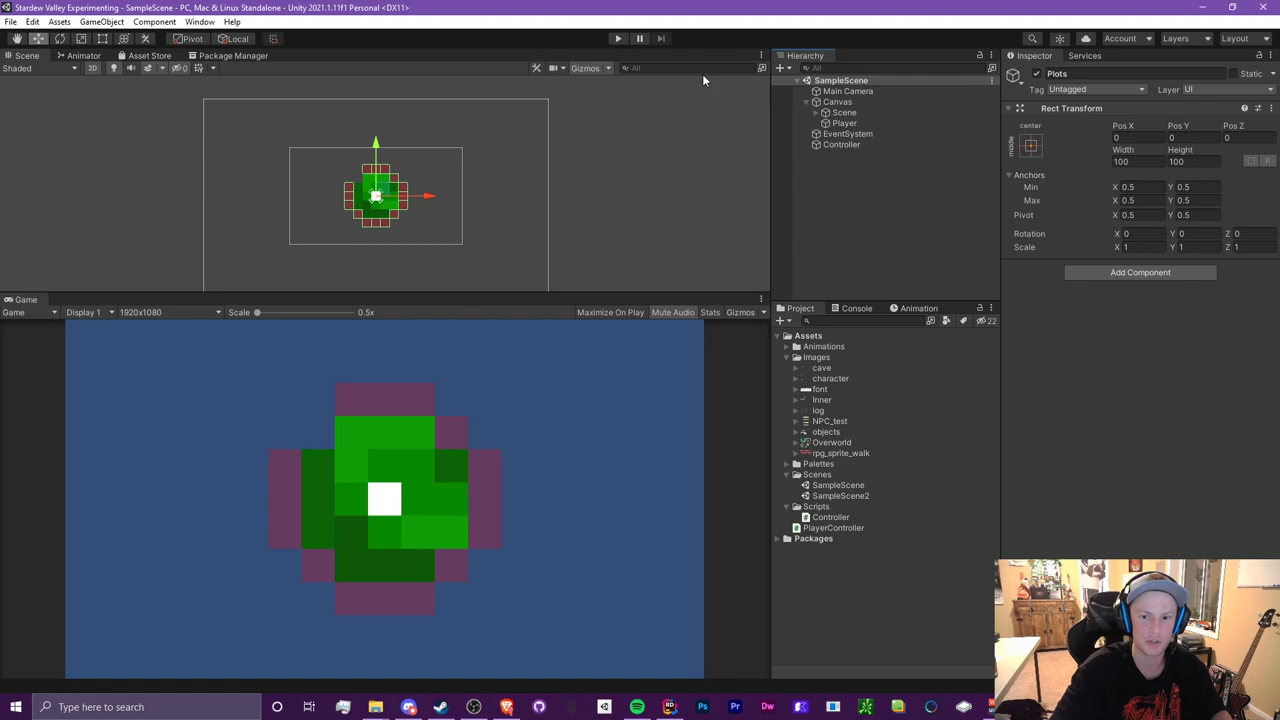 Stardew Valley Experimenting - SampleScene - PC, Mac & Linux Standalone - Unity 2021.1.11f1 Personal <DX11>
File Edit Assets GameObject Component Window Help
Pivot Local Account Layers Layout
Scene Animator Asset Store Package Manager
Shaded 2D 0 Gizmos All
Hierarchy
All
SampleScene
Main Camera
Canvas
Scene
Player
EventSystem
Controller
Inspector Services
Plots Static
Tag Untagged Layer UI
Rect Transform
center
middle
Pos X Pos Y Pos Z
0 0 0
Width Height
100 100
R
Anchors
Min X 0.5 Y 0.5
Max X 0.5 Y 0.5
Pivot X 0.5 Y 0.5
Rotation X 0 Y 0 Z 0
Scale X 1 Y 1 Z 1
Add Component
Game
Game Display 1 1920x1080 Scale 0.5x Maximize On Play Mute Audio Stats Gizmos
Project Console Animation
22
Assets
Animations
Images
cave
character
font
Inner
log
NPC_test
objects
Overworld
rpg_sprite_walk
Palettes
Scenes
SampleScene
SampleScene2
Scripts
Controller
PlayerController
Packages
Type here to search
RD Ps Pr Dw